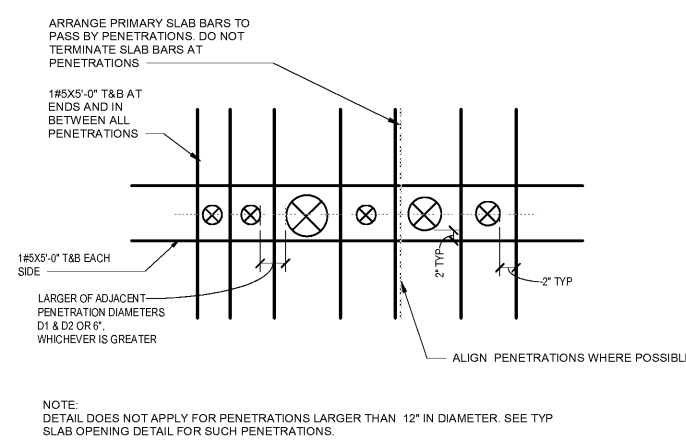 ARRANGE PRIMARY SLAB BARS TO
PASS BY PENETRATIONS. DO NOT
TERMINATE SLAB BARS AT
PENETRATIONS
1#5X5'-0" T&B AT
ENDS AND IN
BETWEEN ALL
PENETRATIONS
1#5X5'-0" T&B EACH
SIDE
2" TYP
2" TYP
LARGER OF ADJACENT
PENETRATION DIAMETERS
D1 & D2 OR 6",
WHICHEVER IS GREATER
ALIGN PENETRATIONS WHERE POSSIBL
NOTE:
DETAIL DOES NOT APPLY FOR PENETRATIONS LARGER THAN 12" IN DIAMETER. SEE TYP
SLAB OPENING DETAIL FOR SUCH PENETRATIONS.